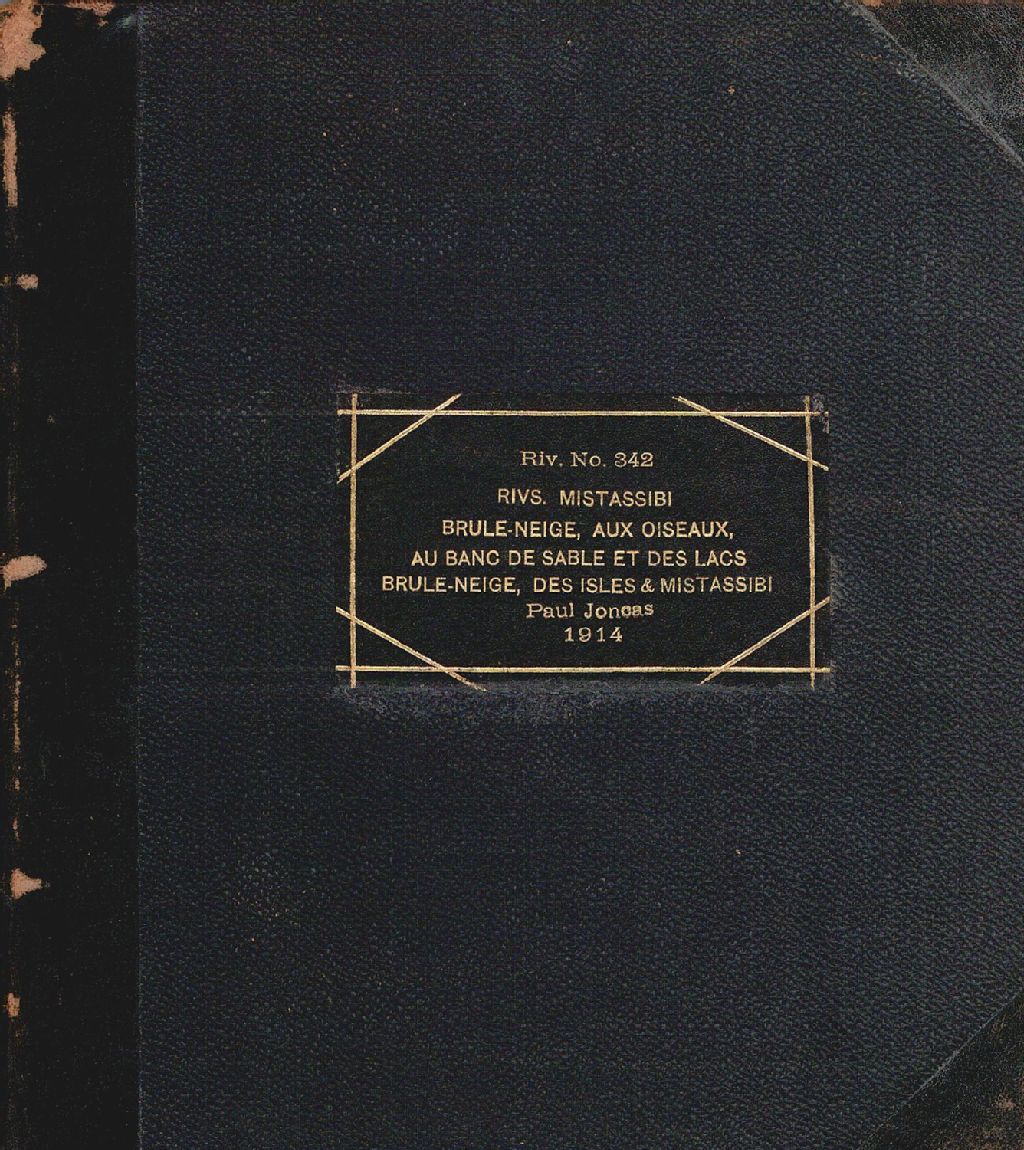 Riv. No. 342
RIVS. MISTASSIBI
BRULE-NEIGE, AUX OISEAUX,
AU BANC DE SABLE ET DES LACS
BRULE-NEIGE, DES ISLES & MISTASSIBI
Paul Joncas
1914